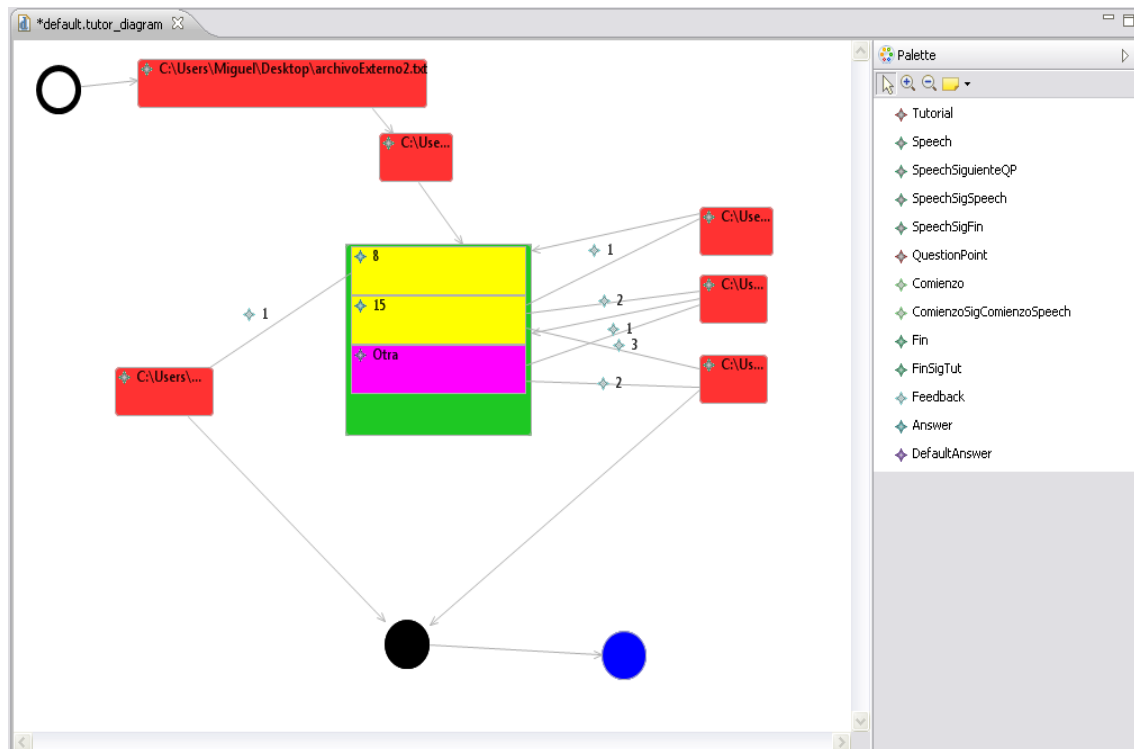 *default.tutor_diagram
C:\Users\Miguel\Desktop\archivoExterno2.txt
C:\Use...
C:\Use...
8
1
C:\Us...
2
15
1
1
3
Otra
C:\Us...
C:\Users\...
2
Palette
Tutorial
Speech
SpeechSiguienteQP
SpeechSigSpeech
SpeechSigFin
QuestionPoint
Comienzo
ComienzoSigComienzoSpeech
Fin
FinSigTut
Feedback
Answer
DefaultAnswer